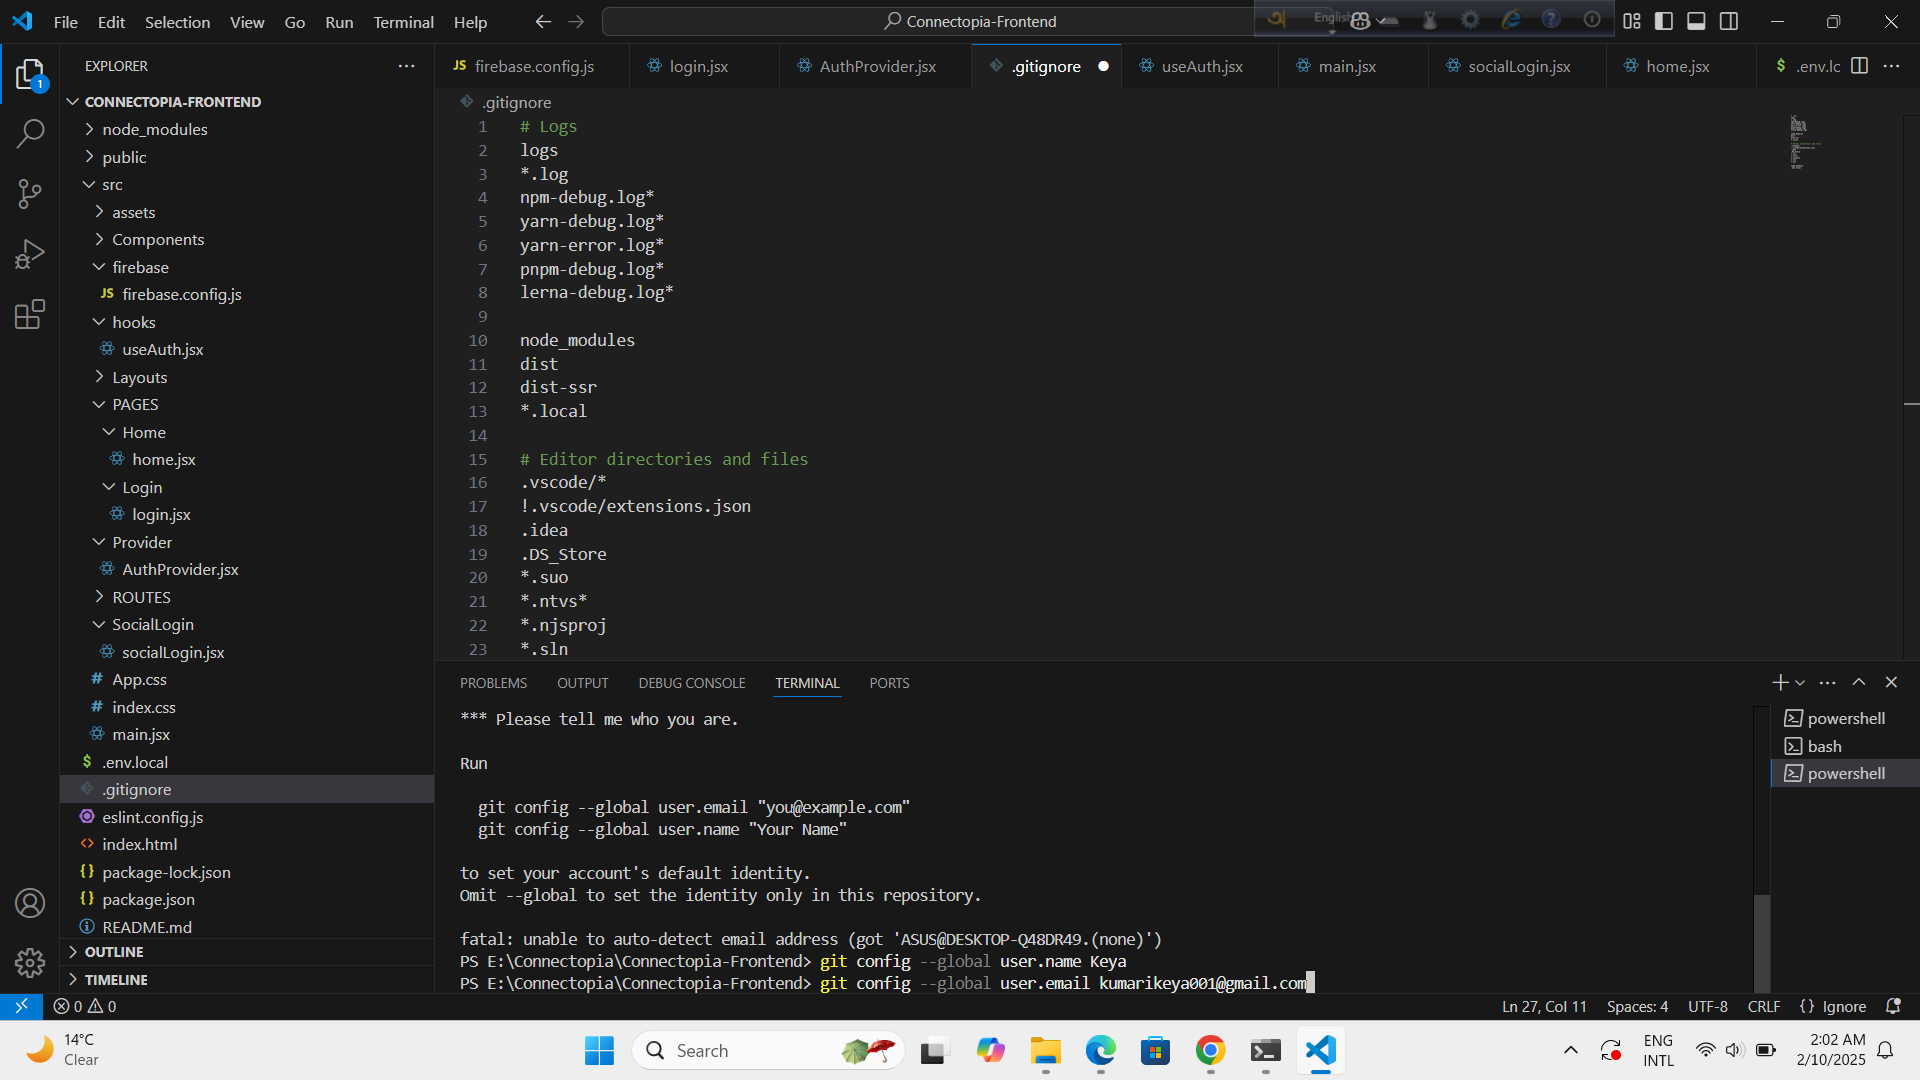 File Edit Selection View Go Run Terminal Help
Connectopia-Frontend
English
EXPLORER
1
CONNECTOPIA-FRONTEND
node_modules
public
src
assets
Components
firebase
JS firebase.config.js
hooks
useAuth.jsx
Layouts
PAGES
Home
home.jsx
Login
login.jsx
Provider
AuthProvider.jsx
ROUTES
SocialLogin
socialLogin.jsx
# App.css
# index.css
main.jsx
$ .env.local
.gitignore
eslint.config.js
<> index.html
{} package-lock.json
{} package.json
README.md
OUTLINE
TIMELINE
JS firebase.config.js
login.jsx
AuthProvider.jsx
.gitignore
useAuth.jsx
main.jsx
socialLogin.jsx
home.jsx
$ .env.lc
.gitignore
1 # Logs
2 logs
3 *.log
4 npm-debug.log*
5 yarn-debug.log*
6 yarn-error.log*
7 pnpm-debug.log*
8 lerna-debug.log*
9
10 node_modules
11 dist
12 dist-ssr
13 *.local
14
15 # Editor directories and files
16 .vscode/*
17 !.vscode/extensions.json
18 .idea
19 .DS_Store
20 *.suo
21 *.ntvs*
22 *.njsproj
23 *.sln
PROBLEMS OUTPUT DEBUG CONSOLE TERMINAL PORTS
*** Please tell me who you are.
Run
git config --global user.email "you@example.com"
git config --global user.name "Your Name"
to set your account's default identity.
Omit --global to set the identity only in this repository.
fatal: unable to auto-detect email address (got 'ASUS@DESKTOP-Q48DR49.(none)')
PS E:\Connectopia\Connectopia-Frontend> git config --global user.name Keya
PS E:\Connectopia\Connectopia-Frontend> git config --global user.email kumarikeya001@gmail.com
powershell
bash
powershell
0 0
Ln 27, Col 11 Spaces: 4 UTF-8 CRLF {} Ignore
14°C
Clear
Search
ENG
INTL
2:02 AM
2/10/2025